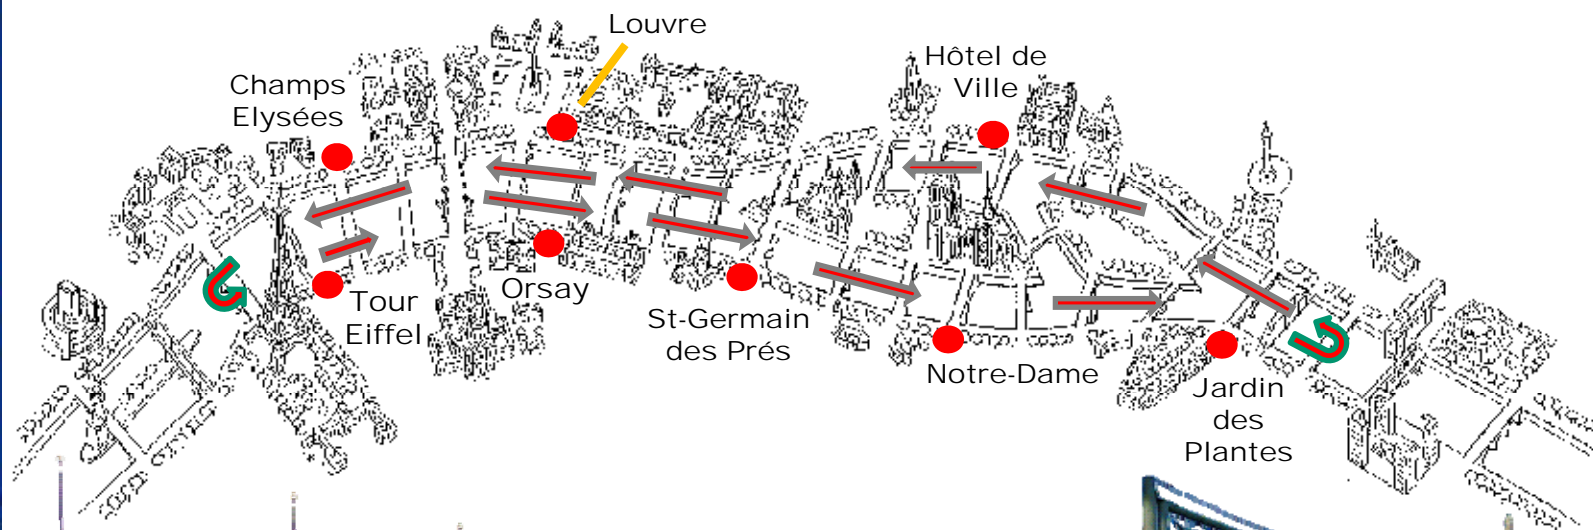 Louvre
Hôtel de
Ville
Champs
Elysées
Tour
Eiffel
Orsay
St-Germain
des Prés
Notre-Dame
Jardin
des
Plantes